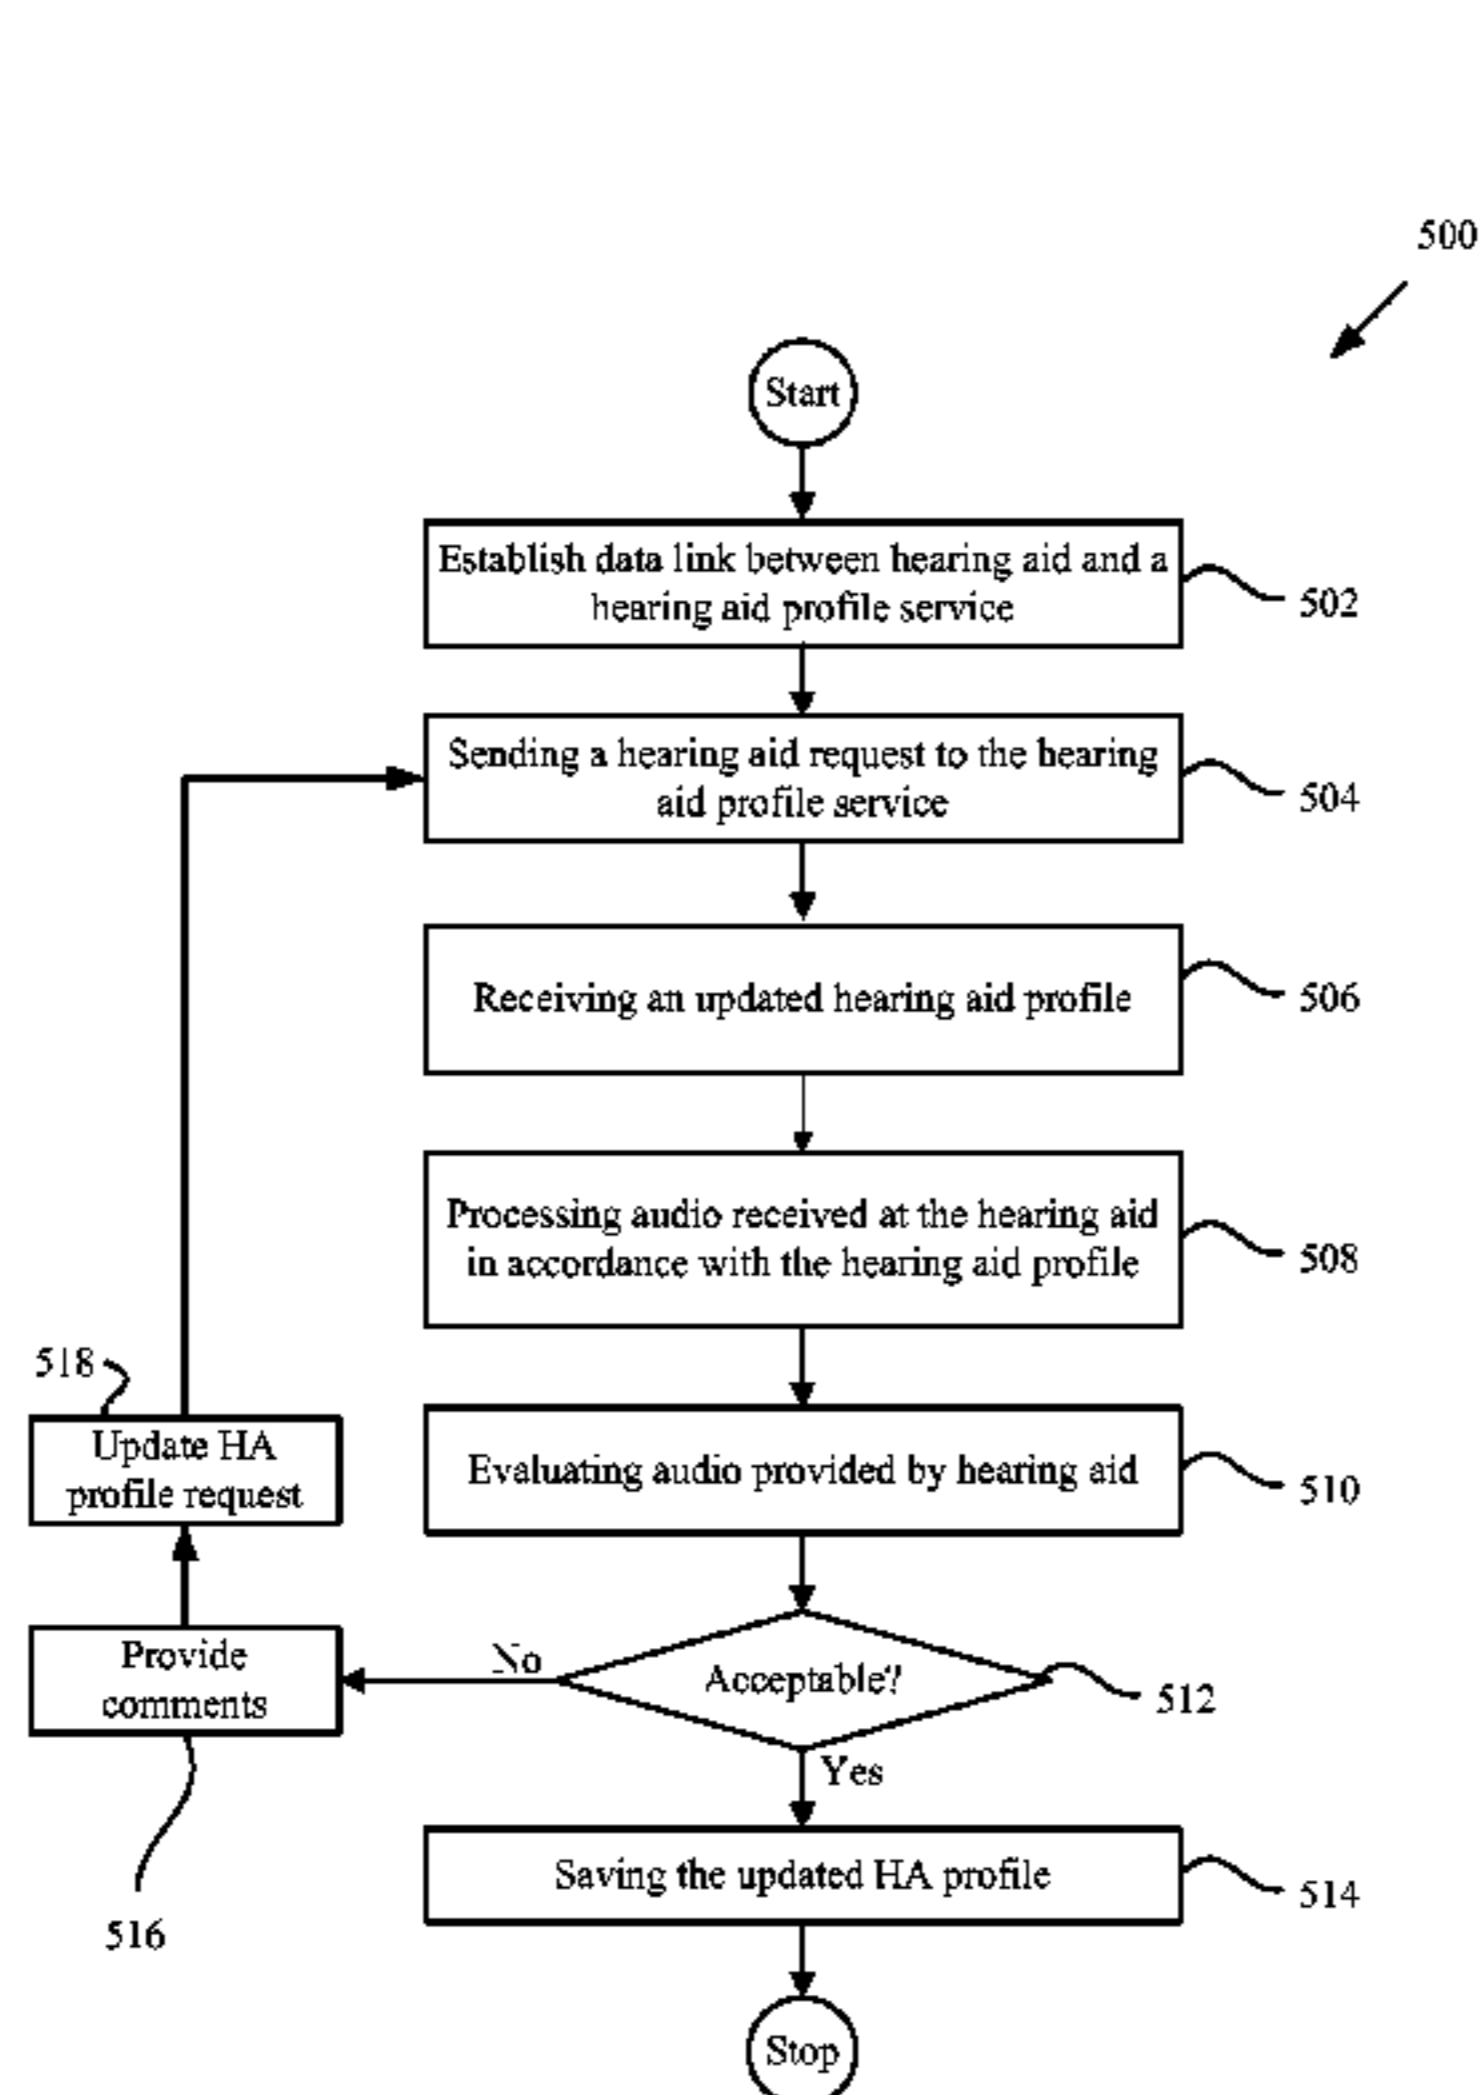 500
Start
Establish data link between hearing aid and a
hearing aid profile service
502
Sending a hearing aid request to the hearing
aid profile service
504
Receiving an updated hearing aid profile
506
Processing audio received at the hearing aid
in accordance with the hearing aid profile
508
518
Update HA
profile request
Evaluating audio provided by hearing aid
510
Provide
comments
No
Acceptable?
512
Yes
Saving the updated HA profile
514
516
Stop